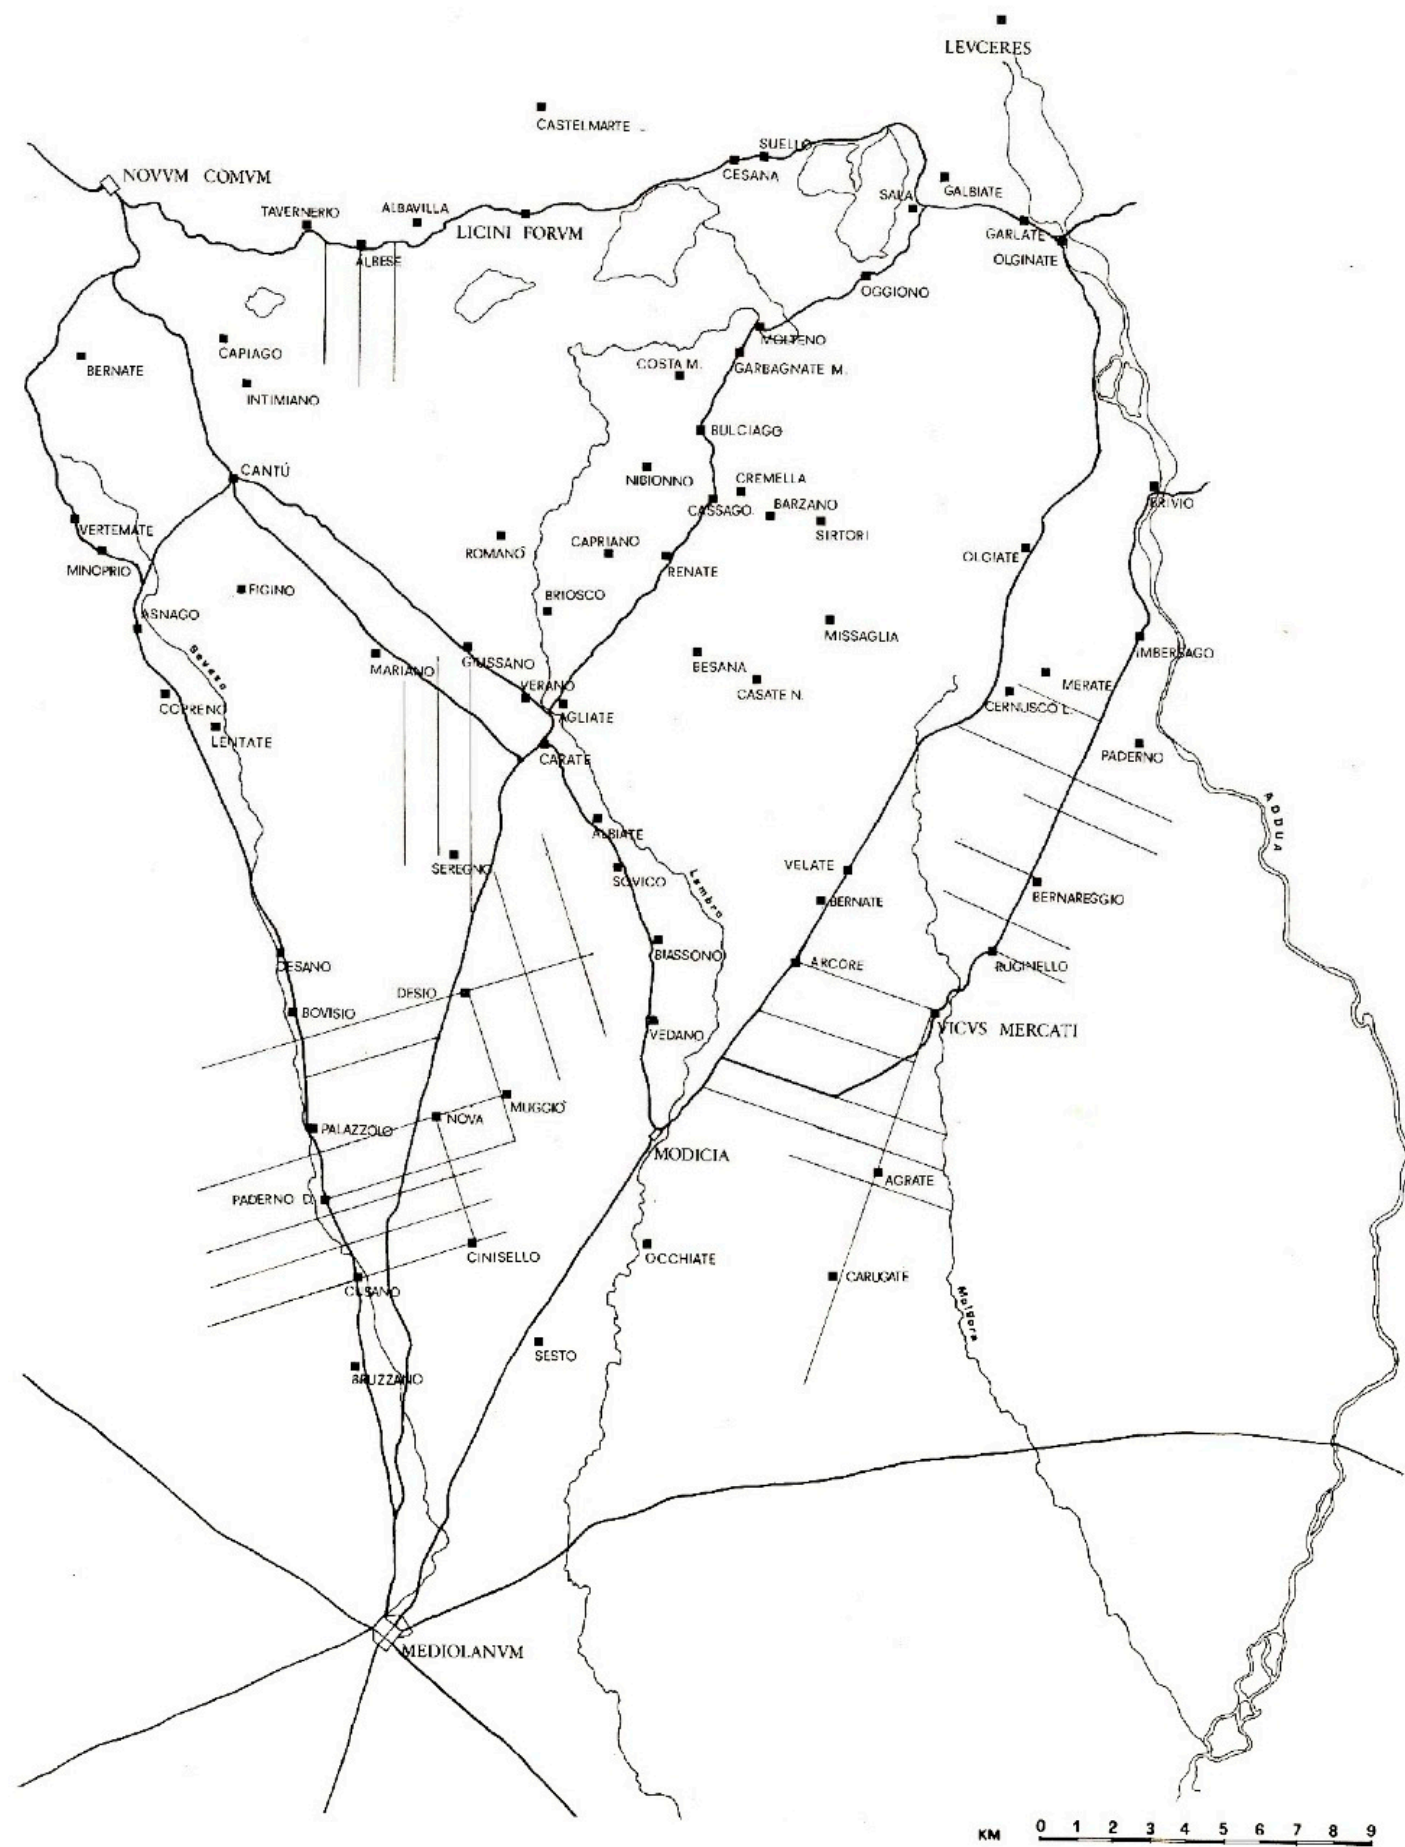 LEVCERES
CASTELMARTE
SUELLO
CESANA
NOVVM COMVM
GALBIATE
SALA
TAVERNERIO
ALBAVILLA
LICINI FORVM
GARLATE
ALBESE
OLGINATE
OGGIONO
MOLTENO
CAPIAGO
COSTA M.
GARBAGNATE M.
BERNATE
INTIMIANO
BULCIAGO
CANTÚ
NIBIONNO
CREMELLA
BRIVIO
CASSAGO
BARZANO
VERTEMATE
SIRTORI
ROMANO
CAPRIANO
OLGIATE
MINOPRIO
RENATE
FIGINO
BRIOSCO
ASNAGO
MISSAGLIA
Seveso
IMBERSAGO
GIUSSANO
MARIANO
BESANA
VERANO
MERATE
CASATE N.
COPRENO
AGLIATE
CERNUSCO L.
LENTATE
CARATE
PADERNO
ADDUA
ALBIATE
SEREGNO
VELATE
SOVICO
Lambro
BERNATE
BERNAREGGIO
BIASSONO
ARCORE
RUGINELLO
DESANO
DESIO
BOVISIO
VICVS MERCATI
VEDANO
MUGGIO
NOVA
PALAZZOLO
MODICIA
AGRATE
PADERNO D.
CINISELLO
OCCHIATE
CARUGATE
CUSANO
Molgora
SESTO
BRUZZANO
MEDIOLANVM
KM 0 1 2 3 4 5 6 7 8 9